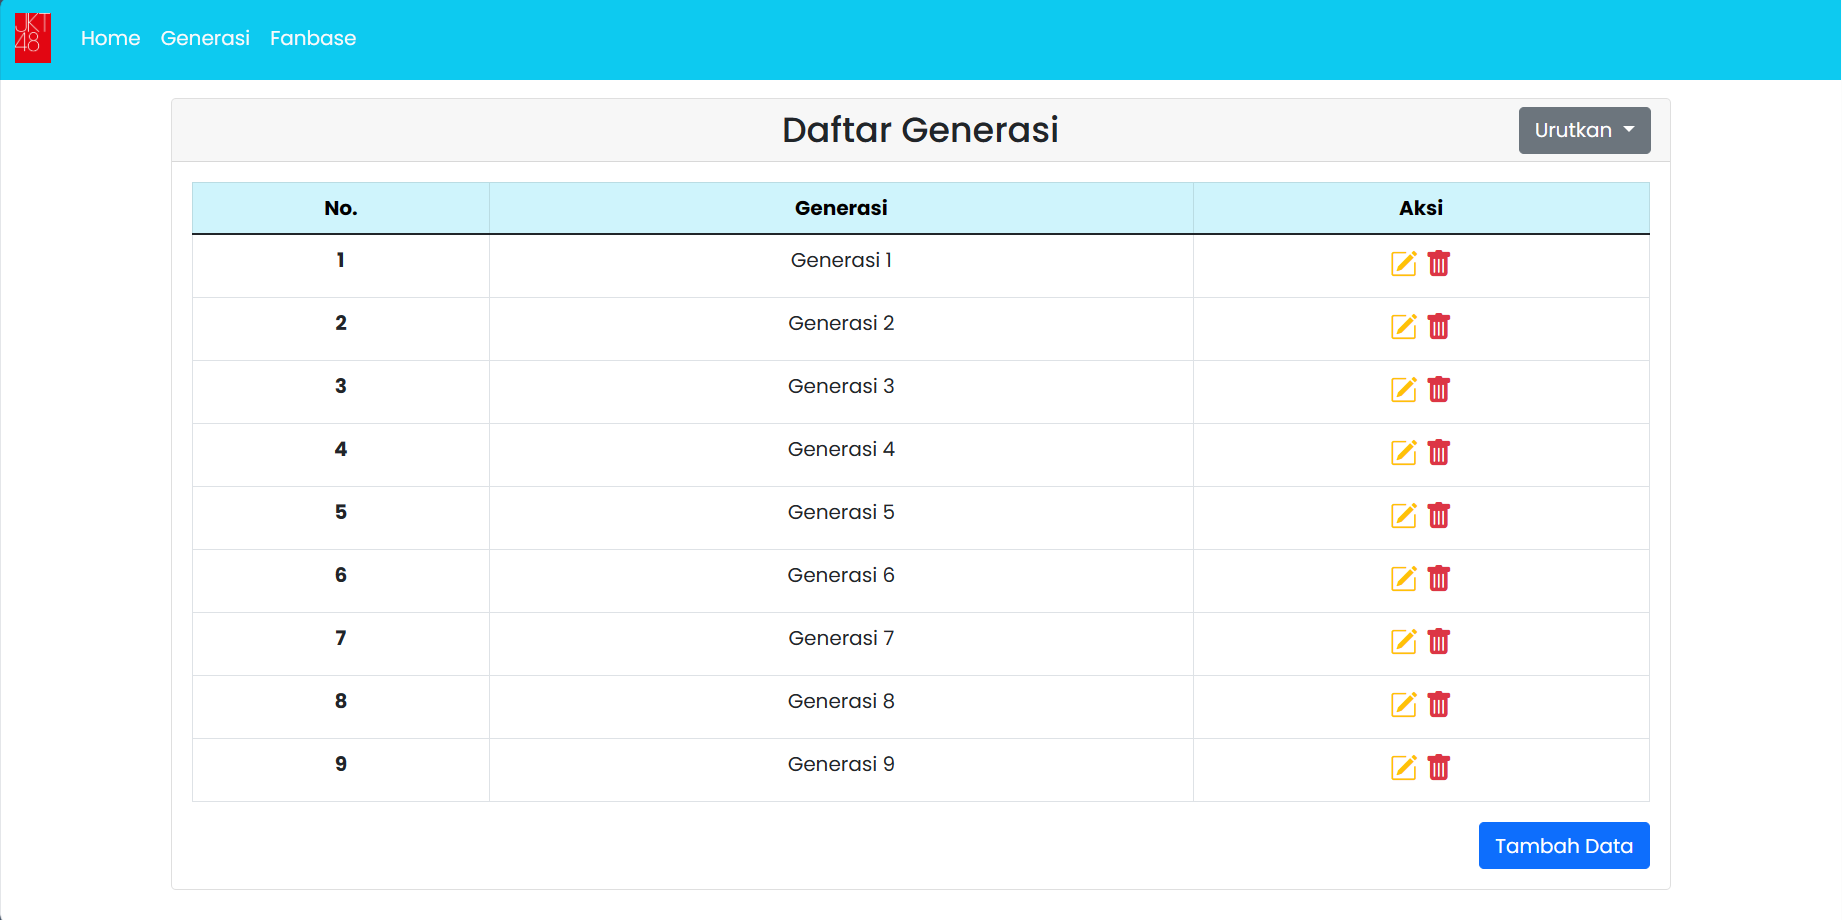 JKT
48
Home Generasi Fanbase
Daftar Generasi
Urutkan
No. Generasi Aksi
1 Generasi 1
2 Generasi 2
3 Generasi 3
4 Generasi 4
5 Generasi 5
6 Generasi 6
7 Generasi 7
8 Generasi 8
9 Generasi 9
Tambah Data